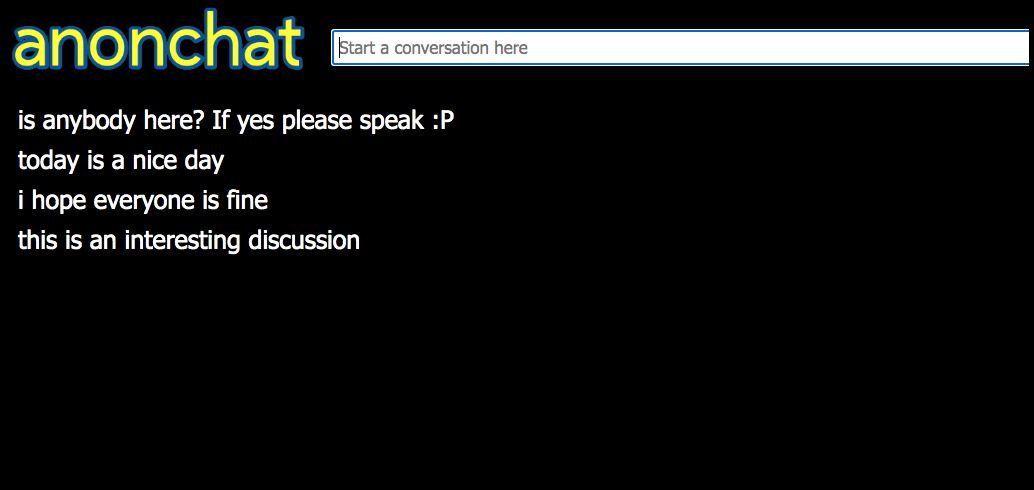 anonchat
Start a conversation here
is anybody here? If yes please speak :P
today is a nice day
i hope everyone is fine
this is an interesting discussion